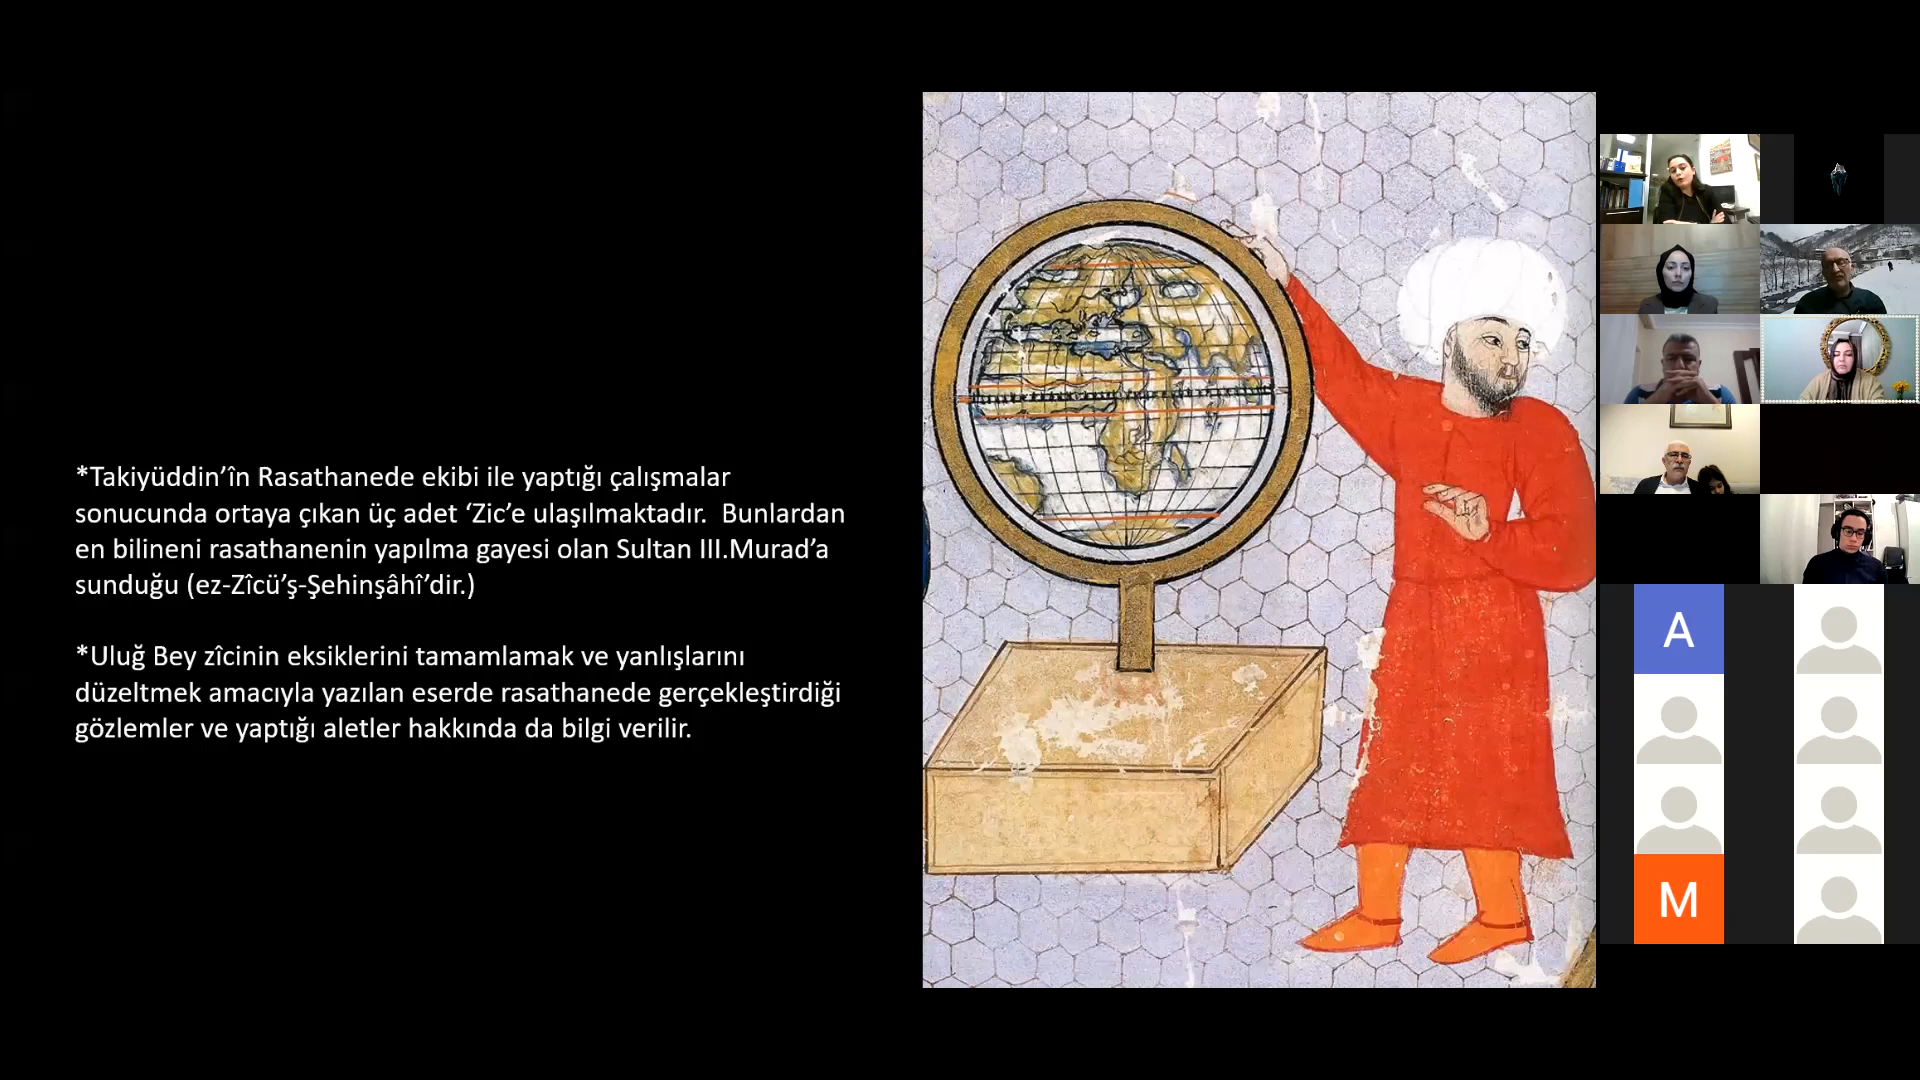 *Takiyüddin’în Rasathanede ekibi ile yaptığı çalışmalar
sonucunda ortaya çıkan üç adet ‘Zic’e ulaşılmaktadır.  Bunlardan
en bilineni rasathanenin yapılma gayesi olan Sultan III.Murad’a
sunduğu (ez-Zîcü’ş-Şehinşâhî’dir.)
*Uluğ Bey zîcinin eksiklerini tamamlamak ve yanlışlarını
düzeltmek amacıyla yazılan eserde rasathanede gerçekleştirdiği
gözlemler ve yaptığı aletler hakkında da bilgi verilir.
A
M